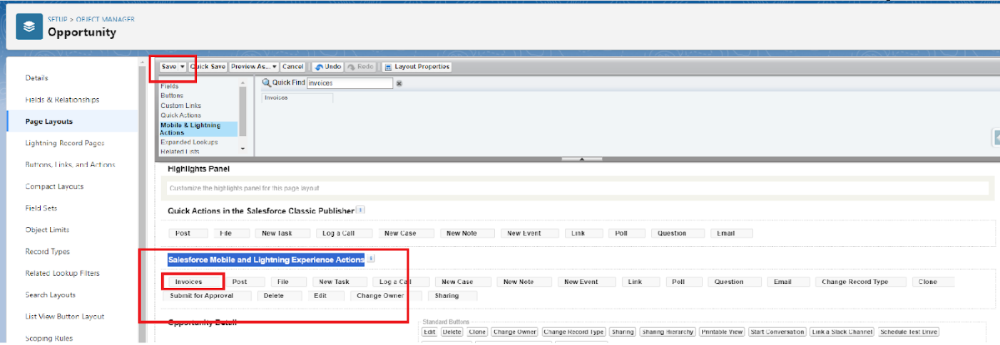 SETUP > OBJECT MANAGER
Opportunity
Save Quick Save Preview As... Cancel Undo Redo Layout Properties
Details
Fields & Relationships
Page Layouts
Lightning Record Pages
Buttons, Links, and Actions
Compact Layouts
Field Sets
Object Limits
Record Types
Related Lookup Filters
Search Layouts
List View Button Layout
Scoping Rules
Fields
Buttons
Custom Links
Quick Actions
Mobile & Lightning
Actions
Expanded Lookups
Related Lists
Quick Find invoices
Invoices
Highlights Panel
Customize the highlights panel for this page layout
Quick Actions in the Salesforce Classic Publisher
Post File New Task Log a Call New Case New Note New Event Link Poll Question Email
Salesforce Mobile and Lightning Experience Actions
Invoices Post File New Task Log a Call New Case New Note New Event Link Poll Question Email Change Record Type Clone
Submit for Approval Delete Edit Change Owner Sharing
Opportunity Detail
Standard Buttons
Edit Delete Clone Change Owner Change Record Type Sharing Sharing Hierarchy Printable View Start Conversation Link a Slack Channel Schedule Test Drive